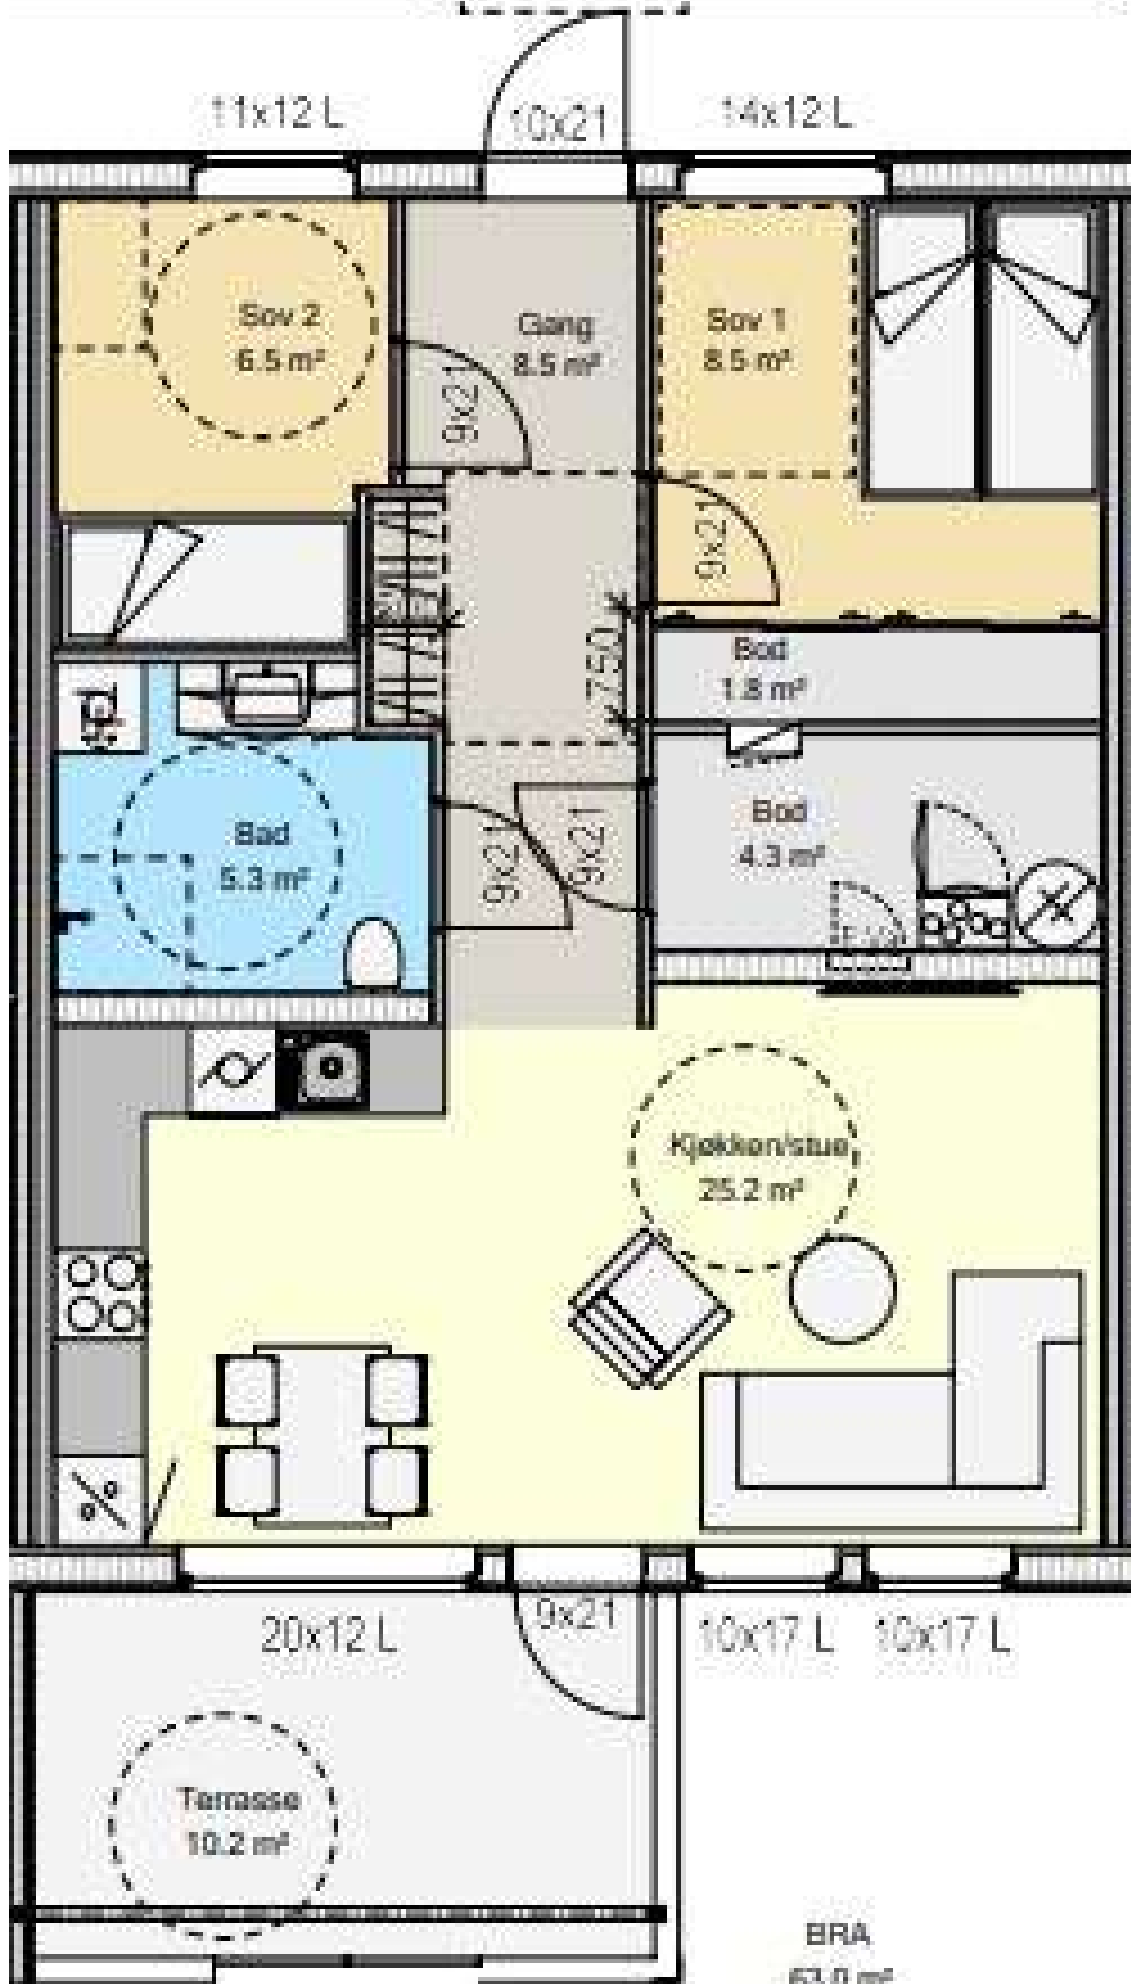 11x12 L
10x21
14x12 L
Sov 2
6.5 m²
Gang
8.5 m²
Sov 1
8.5 m²
9x21
9x21
750
Bod
1.8 m²
Bod
4.3 m²
Bad
5.3 m²
9x21
9x21
Kjøkken/stue
25.2 m²
20x12 L
9x21
10x17 L
10x17 L
Terrasse
10.2 m²
BRA